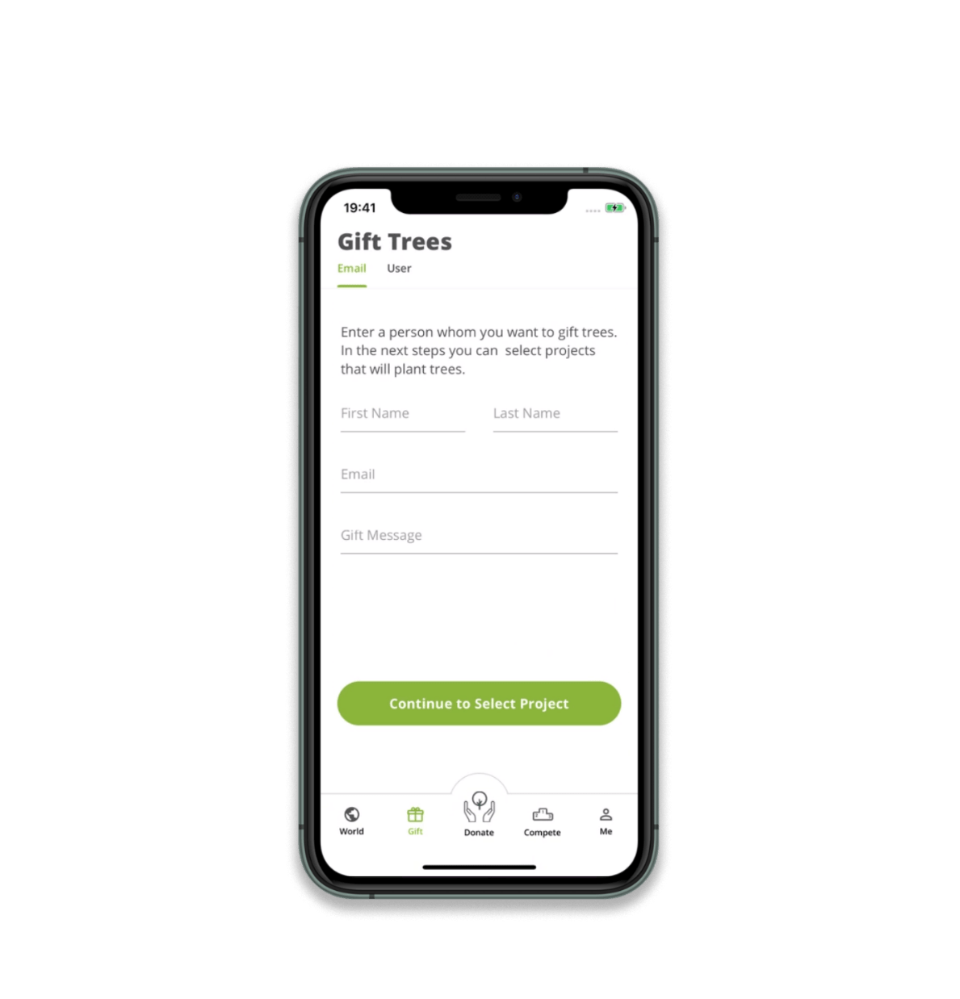 19:41
Gift Trees
Email User
Enter a person whom you want to gift trees.
In the next steps you can  select projects
that will plant trees.
First Name Last Name
Email
Gift Message
Continue to Select Project
World Gift Donate Compete Me